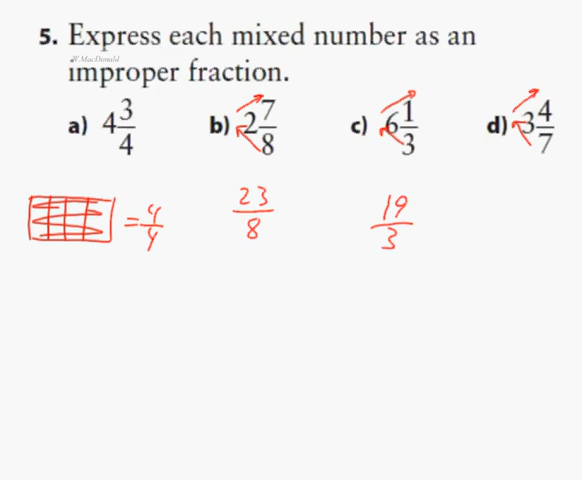 5. Express each mixed number as an
W.MacDonald
improper fraction.
a) 4 3/4 b) 2 7/8 c) 6 1/3 d) 3 4/7
= 4/4 23/8 19/3